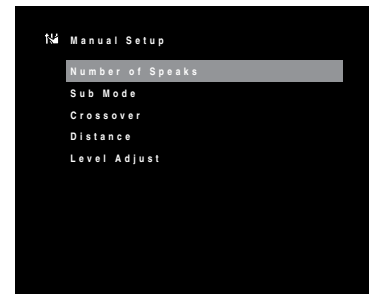 Manual Setup
Number of Speaks
Sub Mode
Crossover
Distance
Level Adjust